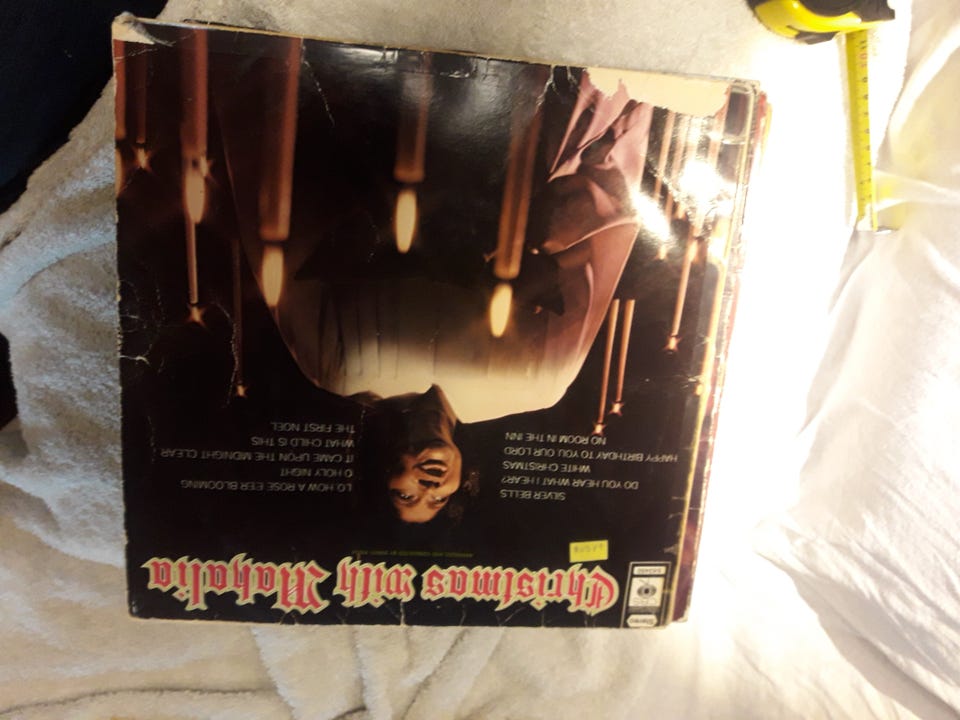 Stereo
CBS
Christmas with Mahalia
SILVER BELLS
DO YOU HEAR WHAT I HEAR?
WHITE CHRISTMAS
HAPPY BIRTHDAY TO YOU OUR LORD
NO ROOM IN THE INN
LO, HOW A ROSE E'ER BLOOMING
O HOLY NIGHT
IT CAME UPON THE MIDNIGHT CLEAR
WHAT CHILD IS THIS
THE FIRST NOEL